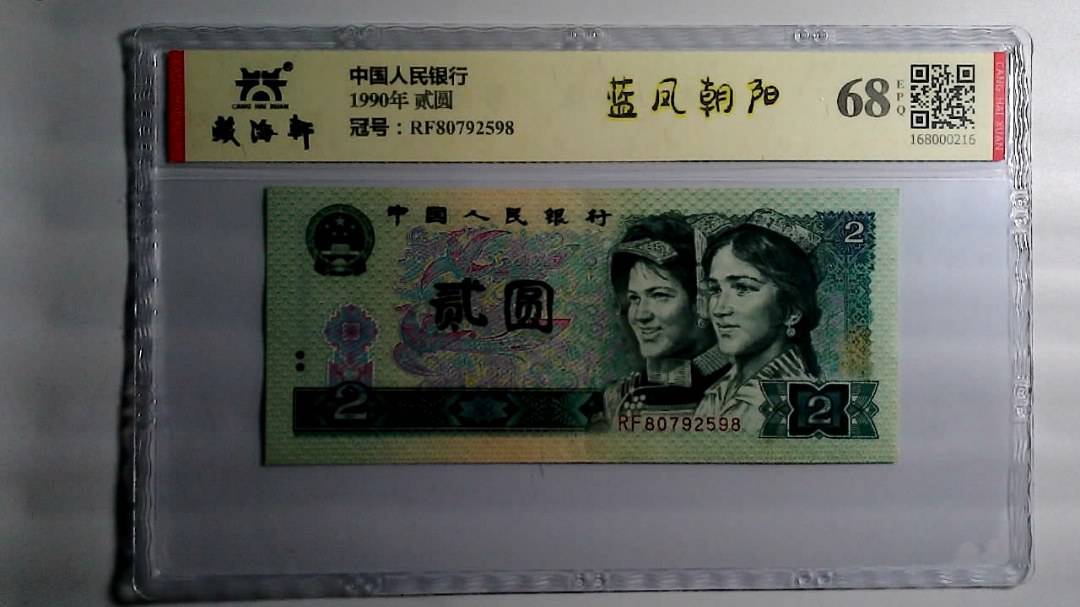 CANG HAI XUAN
藏海轩
中国人民银行
1990年 贰圆
冠号：RF80792598
蓝凤朝阳
68
EPQ
168000216
CANG HAI XUAN
中国人民银行
2
贰圆
2
RF80792598
2